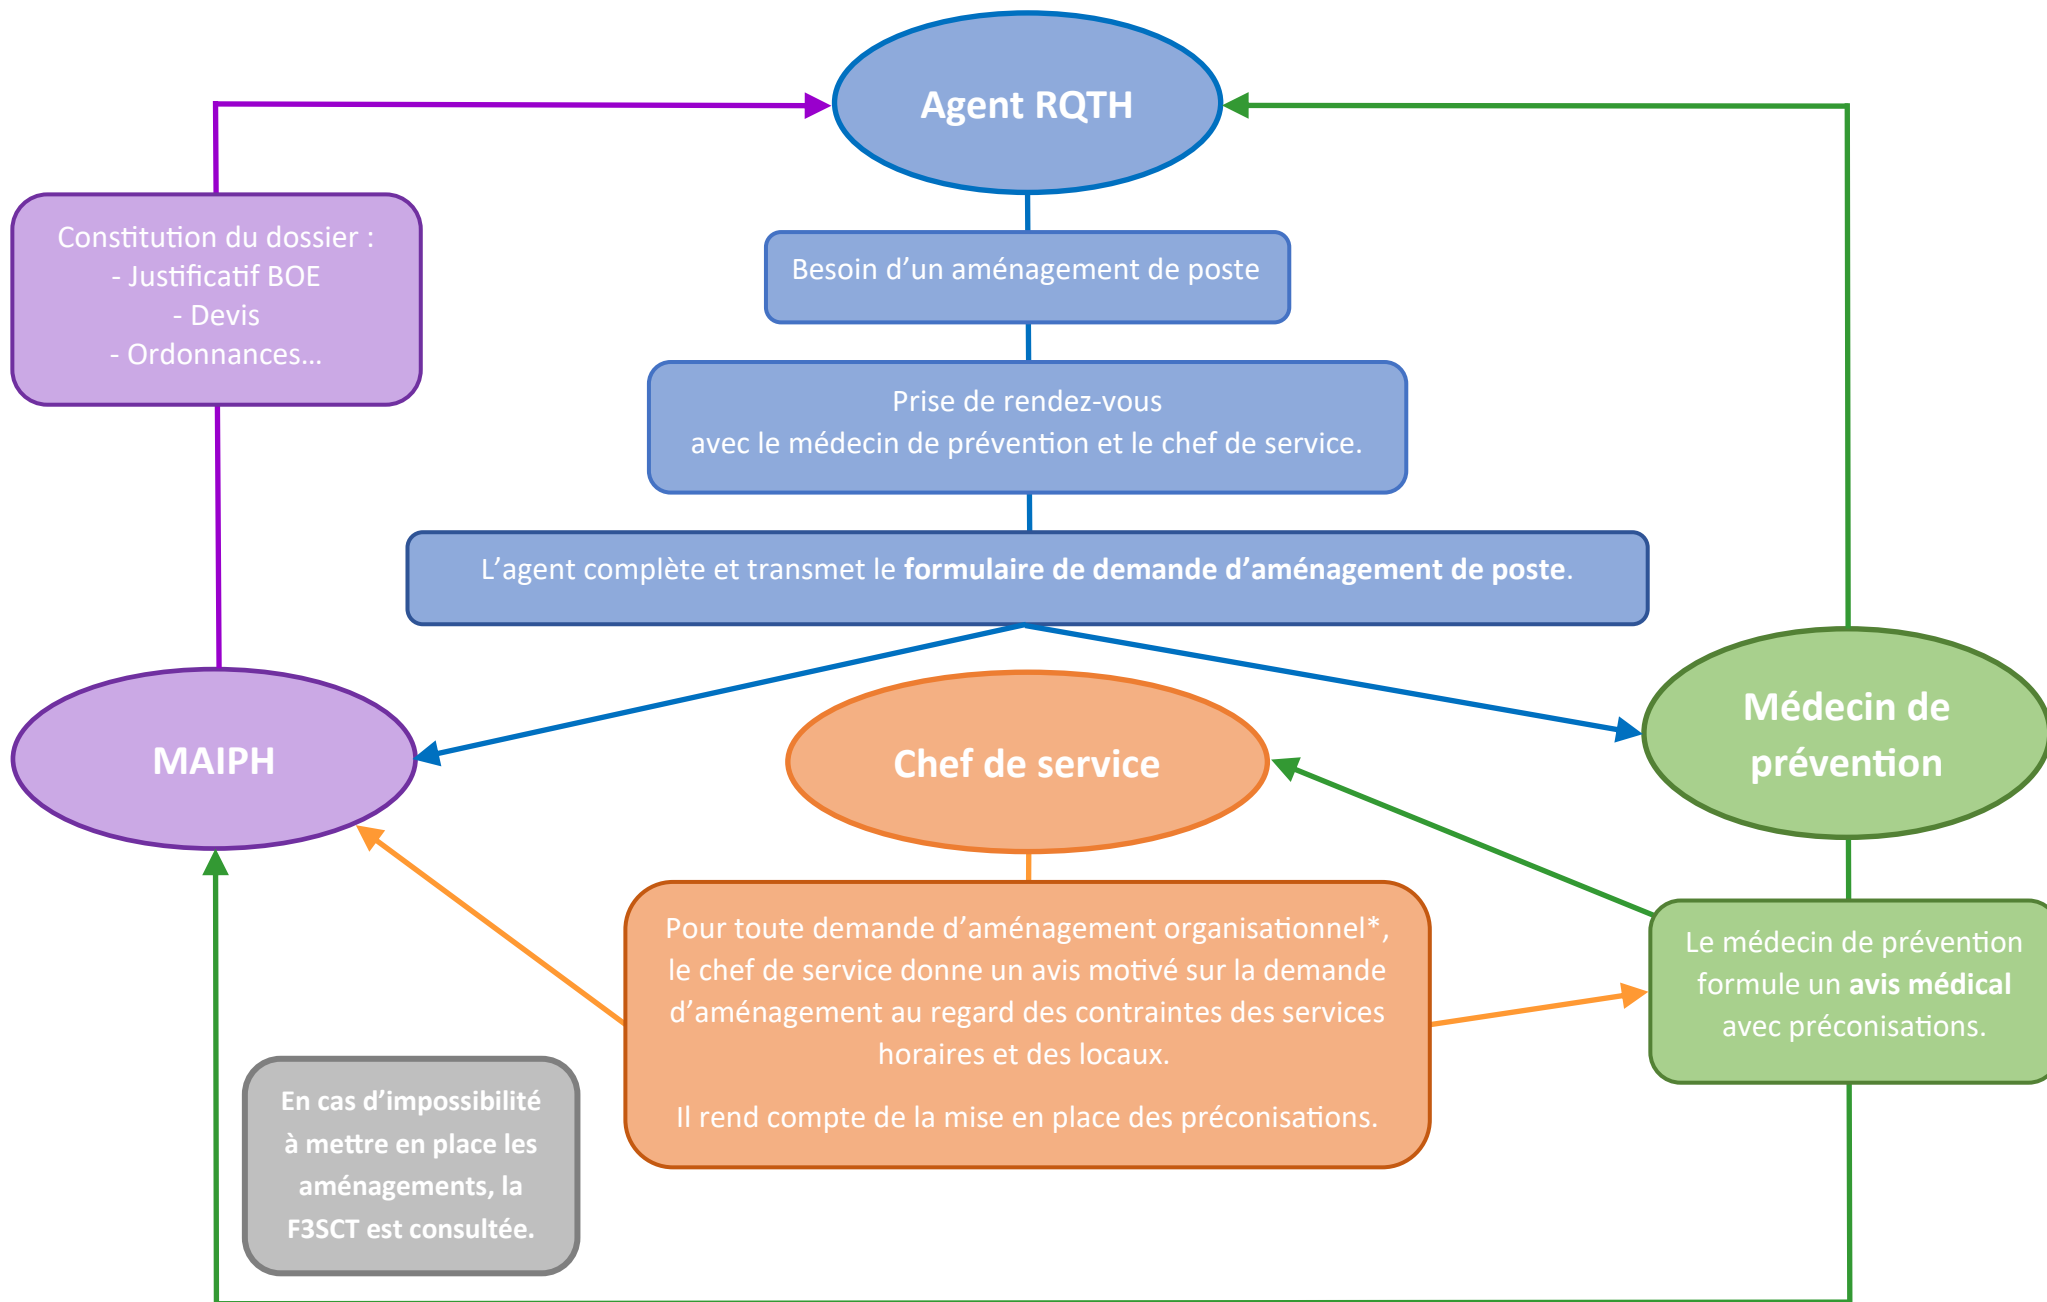 Agent RQTH
Constitution du dossier :
- Justificatif BOE
- Devis
- Ordonnances...
Besoin d’un aménagement de poste
Prise de rendez-vous
avec le médecin de prévention et le chef de service.
L’agent complète et transmet le formulaire de demande d’aménagement de poste.
MAIPH
Chef de service
Médecin de
prévention
Pour toute demande d’aménagement organisationnel*,
le chef de service donne un avis motivé sur la demande
d’aménagement au regard des contraintes des services
horaires et des locaux.
Il rend compte de la mise en place des préconisations.
Le médecin de prévention
formule un avis médical
avec préconisations.
En cas d’impossibilité
à mettre en place les
aménagements, la
F3SCT est consultée.